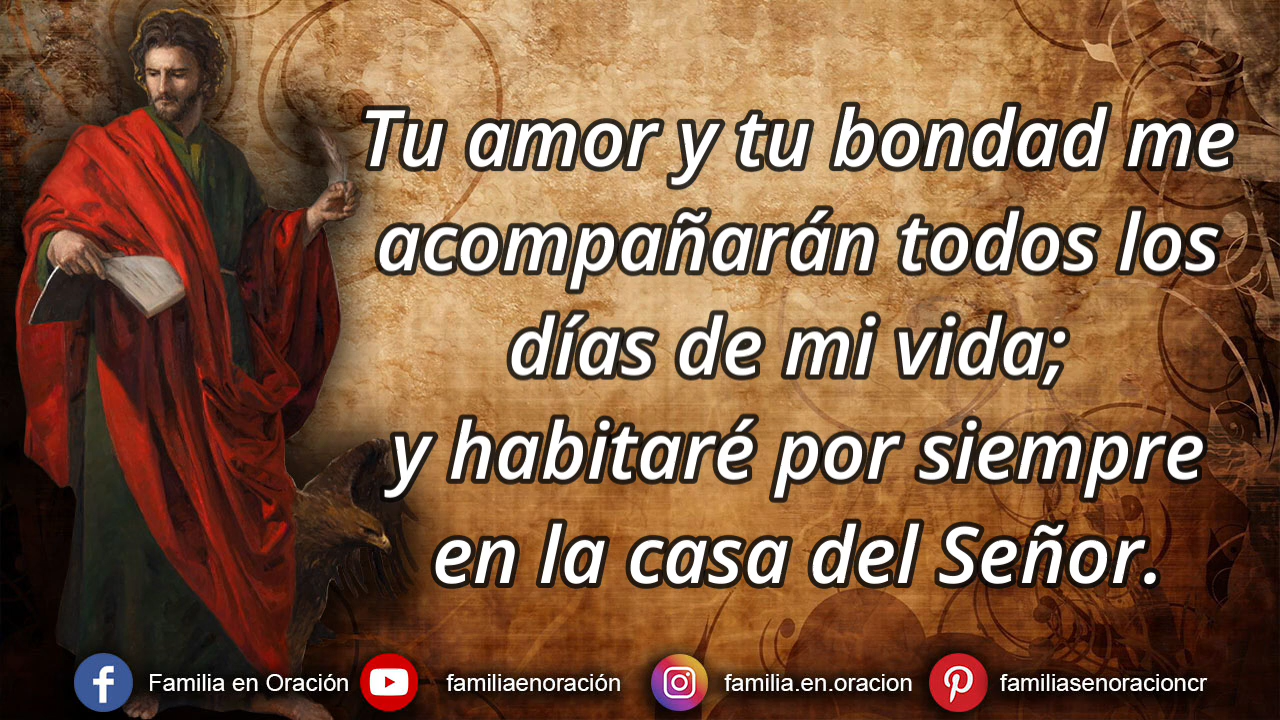 Tu amor y tu bondad me
acompañarán todos los
días de mi vida;
y habitaré por siempre
en la casa del Señor.
Familia en Oración familiaenoración familia.en.oracion familiasenoracioncr